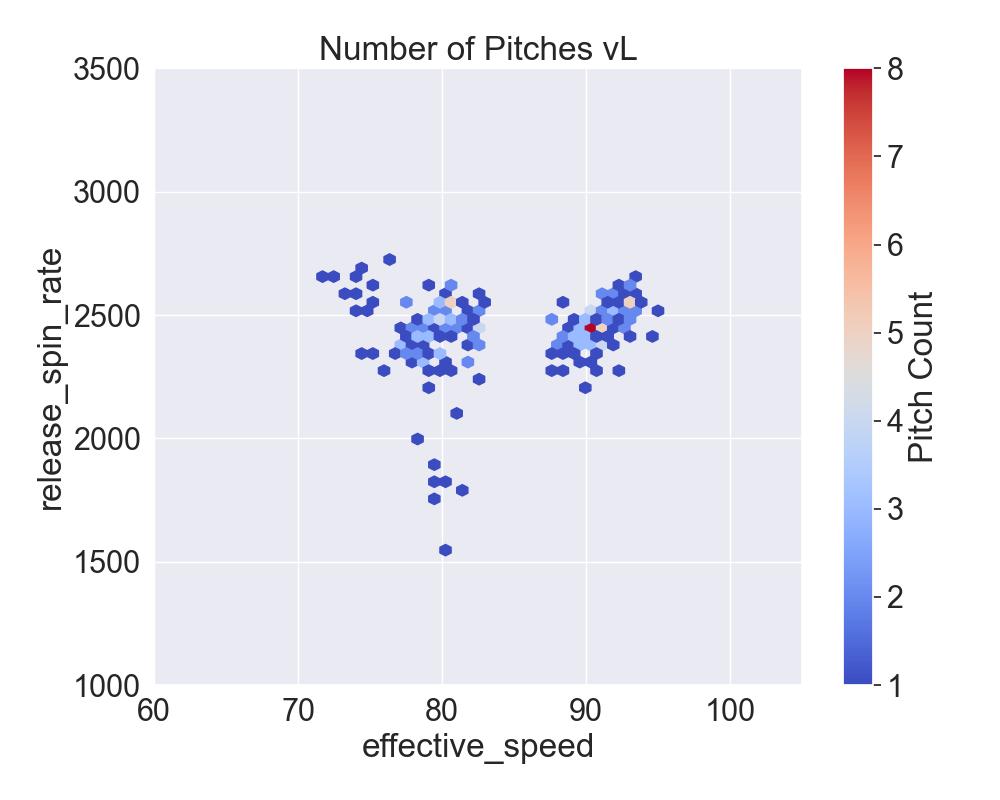 Number of Pitches vL
3500
3000
2500
2000
1500
1000
release_spin_rate
60 70 80 90 100
effective_speed
8
7
6
5
4
3
2
1
Pitch Count